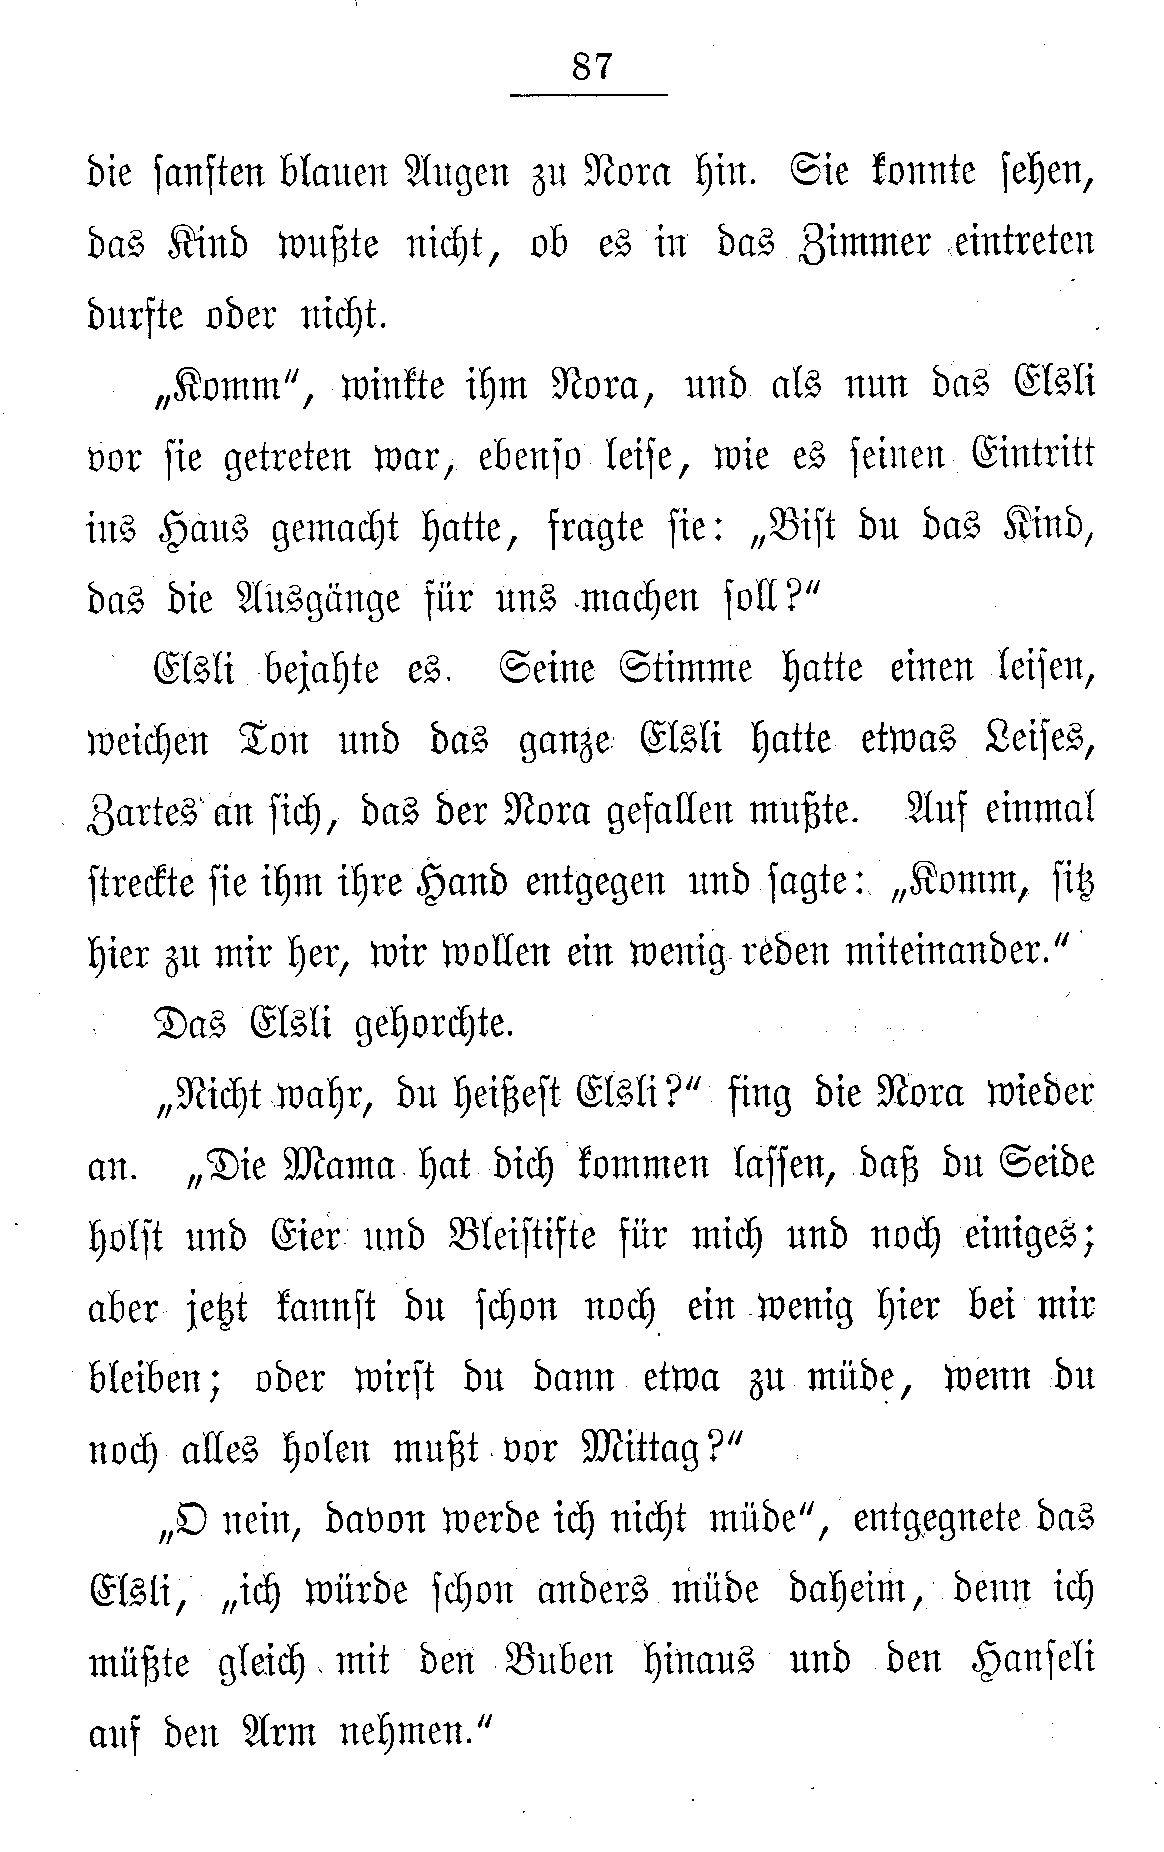 87
die sanften blauen Augen zu Nora hin. Sie konnte sehen,
das Kind wußte nicht, ob es in das Zimmer eintreten
durfte oder nicht.
„Komm“, winkte ihm Nora, und als nun das Elsli
vor sie getreten war, ebenso leise, wie es seinen Eintritt
ins Haus gemacht hatte, fragte sie: „Bist du das Kind,
das die Ausgänge für uns machen soll?“
Elsli bejahte es. Seine Stimme hatte einen leisen,
weichen Ton und das ganze Elsli hatte etwas Leises,
Zartes an sich, das der Nora gefallen mußte. Auf einmal
streckte sie ihm ihre Hand entgegen und sagte: „Komm, sitz
hier zu mir her, wir wollen ein wenig reden miteinander.“
Das Elsli gehorchte.
„Nicht wahr, du heißest Elsli?“ fing die Nora wieder
an. „Die Mama hat dich kommen lassen, daß du Seide
holst und Eier und Bleistifte für mich und noch einiges;
aber jetzt kannst du schon noch ein wenig hier bei mir
bleiben; oder wirst du dann etwa zu müde, wenn du
noch alles holen mußt vor Mittag?“
„O nein, davon werde ich nicht müde“, entgegnete das
Elsli, „ich würde schon anders müde daheim, denn ich
müßte gleich mit den Buben hinaus und den Hanseli
auf den Arm nehmen.“